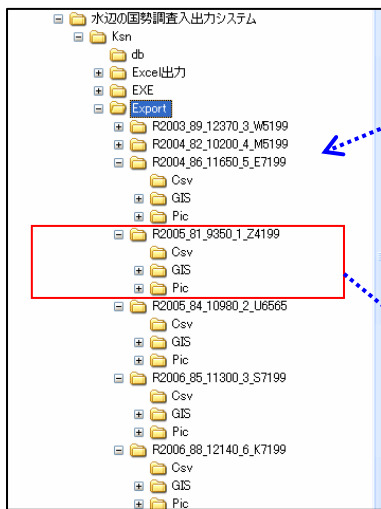 水辺の国勢調査入出力システム
Ksn
db
Excel出力
EXE
Export
R2003_89_12370_3_W5199
R2004_82_10200_4_M5199
R2004_86_11650_5_E7199
Csv
GIS
Pic
R2005_81_9350_1_Z4199
Csv
GIS
Pic
R2005_84_10980_2_U6565
Csv
GIS
Pic
R2006_85_11300_3_S7199
Csv
GIS
Pic
R2006_88_12140_6_K7199
Csv
GIS
Pic